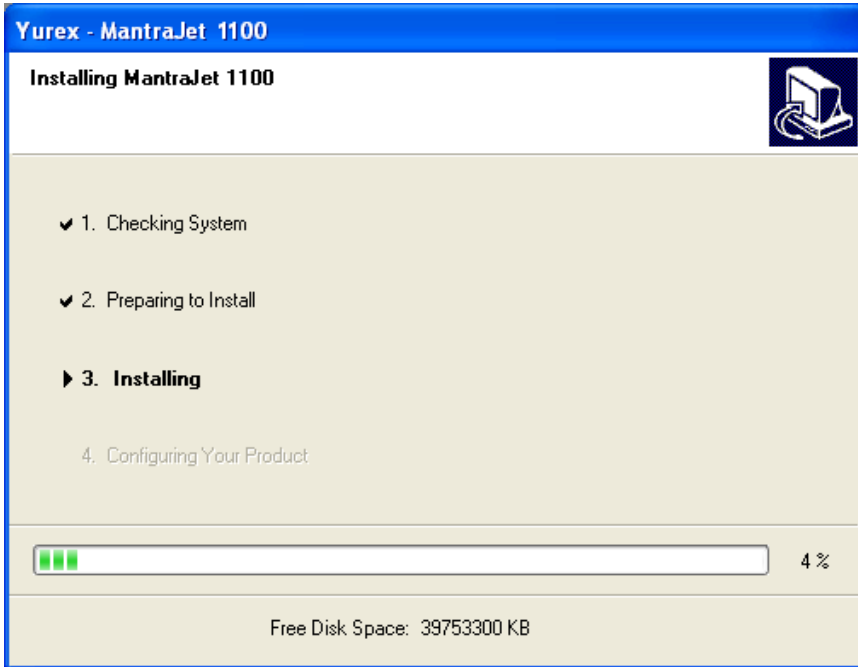 Yurex - MantraJet 1100
Installing MantraJet 1100
1. Checking System
2. Preparing to Install
3. Installing
4. Configuring Your Product
4 %
Free Disk Space: 39753300 KB